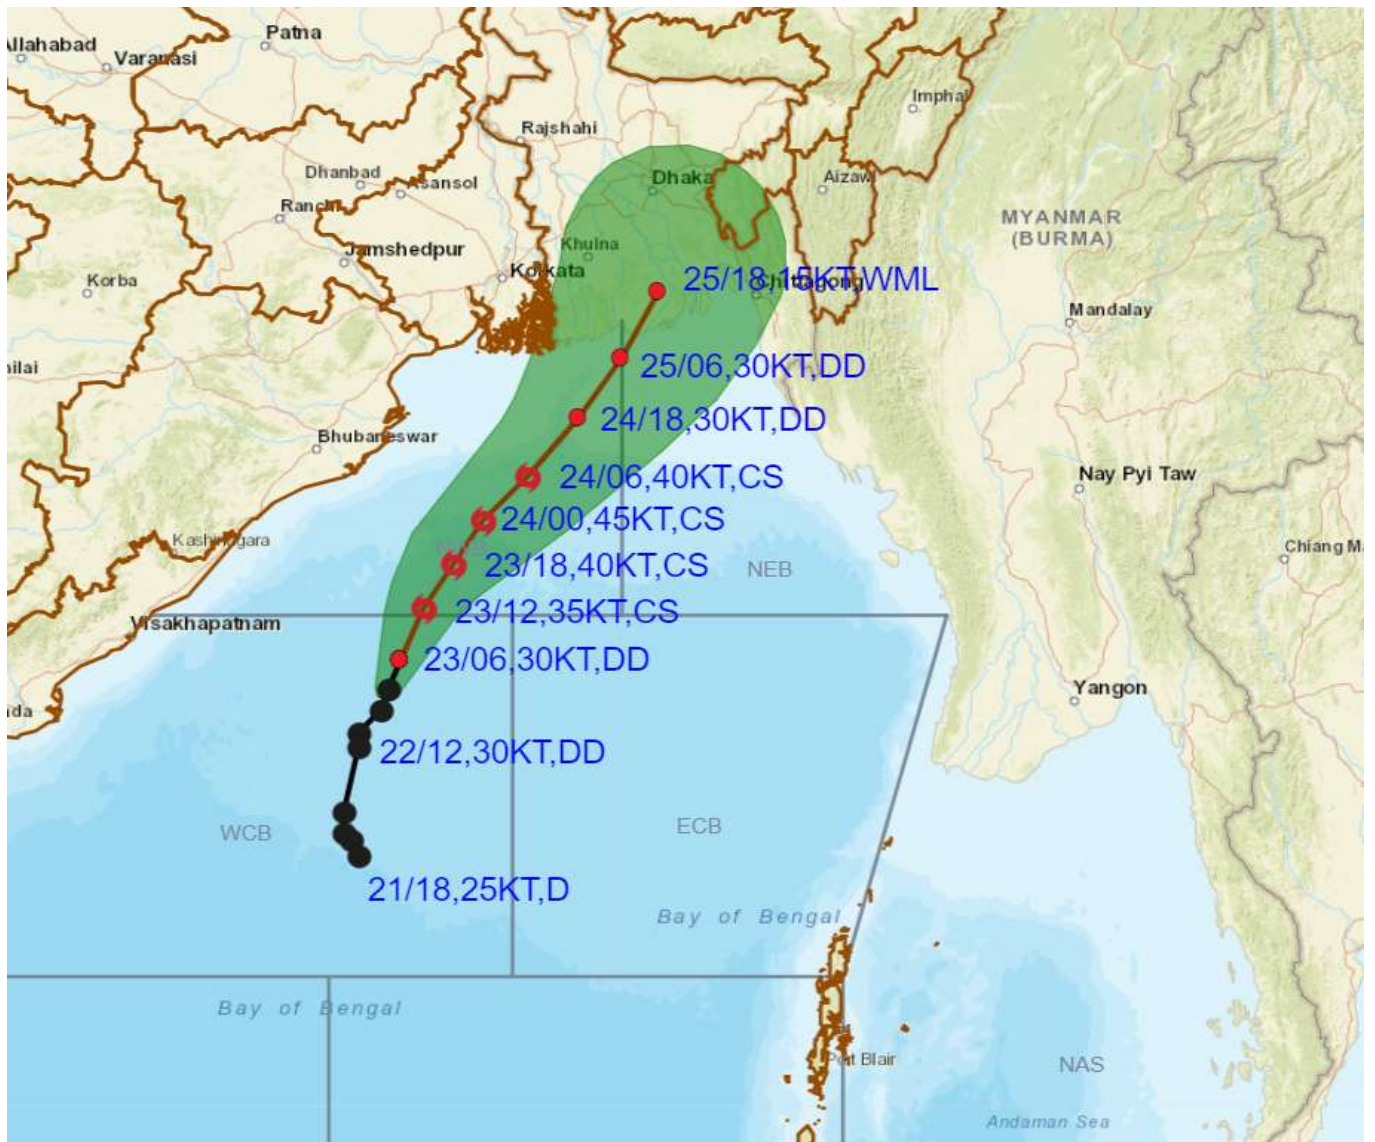 Patna
Allahabad
Varanasi
Imphal
Rajshahi
Dhanbad
Asansol
Dhaka
Aizawl
Ranchi
MYANMAR
(BURMA)
Jamshedpur
Khulna
Kolkata
Korba
25/18,15KT,WML
Chittagong
Mandalay
25/06,30KT,DD
24/18,30KT,DD
Bhubaneswar
24/06,40KT,CS
Nay Pyi Taw
24/00,45KT,CS
Chiang Ma
23/18,40KT,CS
NEB
23/12,35KT,CS
Visakhapatnam
23/06,30KT,DD
Yangon
22/12,30KT,DD
WCB
ECB
21/18,25KT,D
Bay of Bengal
Bay of Bengal
Port Blair
NAS
Andaman Sea